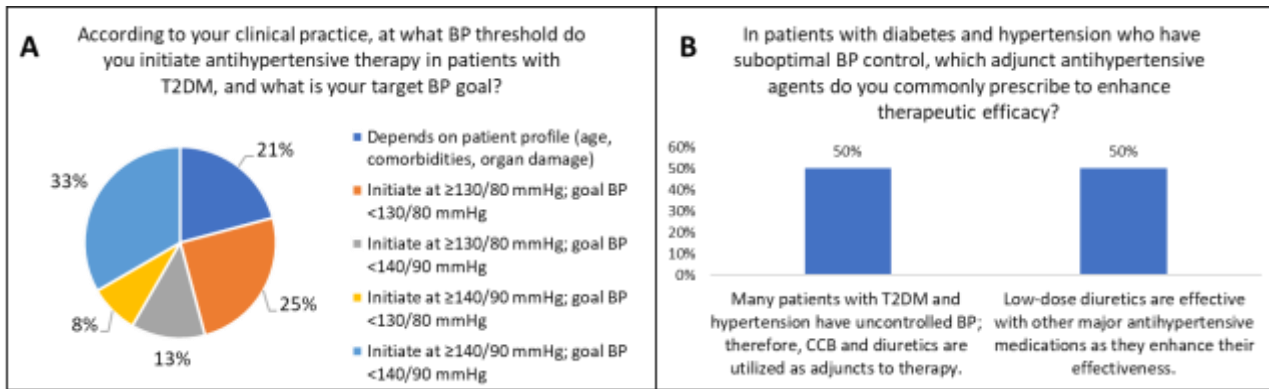 A
According to your clinical practice, at what BP threshold do
you initiate antihypertensive therapy in patients with
T2DM, and what is your target BP goal?
21%
25%
13%
8%
33%
Depends on patient profile (age,
comorbidities, organ damage)
Initiate at ≥130/80 mmHg; goal BP
<130/80 mmHg
Initiate at ≥130/80 mmHg; goal BP
<140/90 mmHg
Initiate at ≥140/90 mmHg; goal BP
<130/80 mmHg
Initiate at ≥140/90 mmHg; goal BP
<140/90 mmHg
B
In patients with diabetes and hypertension who have
suboptimal BP control, which adjunct antihypertensive
agents do you commonly prescribe to enhance
therapeutic efficacy?
60%
50%
40%
30%
20%
10%
0%
50%
50%
Many patients with T2DM and
hypertension have uncontrolled BP;
therefore, CCB and diuretics are
utilized as adjuncts to therapy.
Low-dose diuretics are effective
with other major antihypertensive
medications as they enhance their
effectiveness.